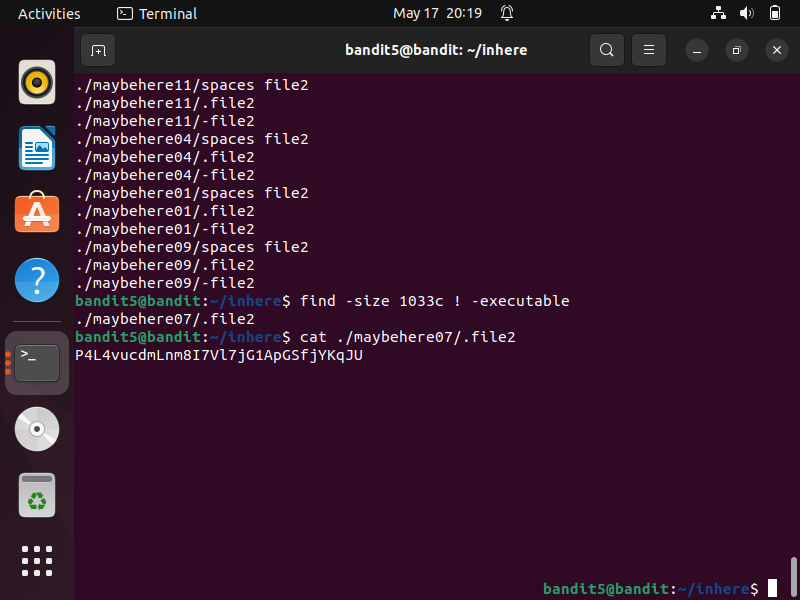 Activities Terminal May 17 20:19
bandit5@bandit: ~/inhere
./maybehere11/spaces file2
./maybehere11/.file2
./maybehere11/-file2
./maybehere04/spaces file2
./maybehere04/.file2
./maybehere04/-file2
./maybehere01/spaces file2
./maybehere01/.file2
./maybehere01/-file2
./maybehere09/spaces file2
./maybehere09/.file2
./maybehere09/-file2
bandit5@bandit:~/inhere$ find -size 1033c ! -executable
./maybehere07/.file2
bandit5@bandit:~/inhere$ cat ./maybehere07/.file2
P4L4vucdmLnm8I7Vl7jG1ApGSfjYKqJU
bandit5@bandit:~/inhere$